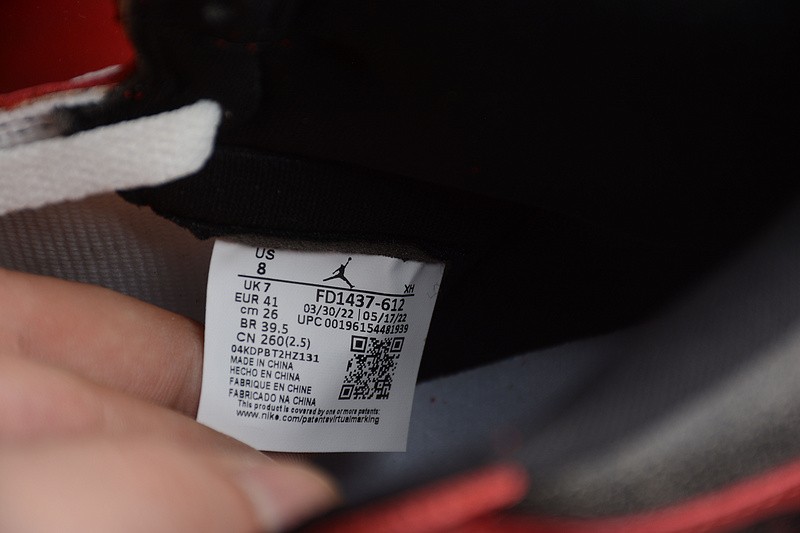 US
8
XH
UK 7
FD1437-612
EUR 41
03/30/22 | 05/17/22
cm 26
UPC 00196154481939
BR 39.5
CN 260(2.5)
04KDPBT2HZ131
MADE IN CHINA
HECHO EN CHINA
FABRIQUE EN CHINE
FABRICADO NA CHINA
This product is covered by one or more patents:
www.nike.com/patentsvirtualmarking